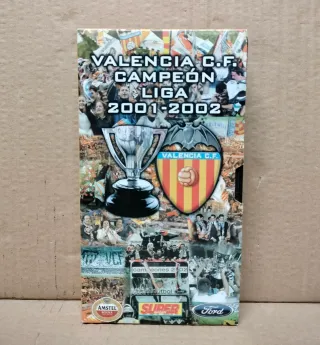 VALENCIA C.F.
CAMPEÓN
LIGA
2001-2002
VALENCIA C.F.
AMSTEL
SUPER
Ford